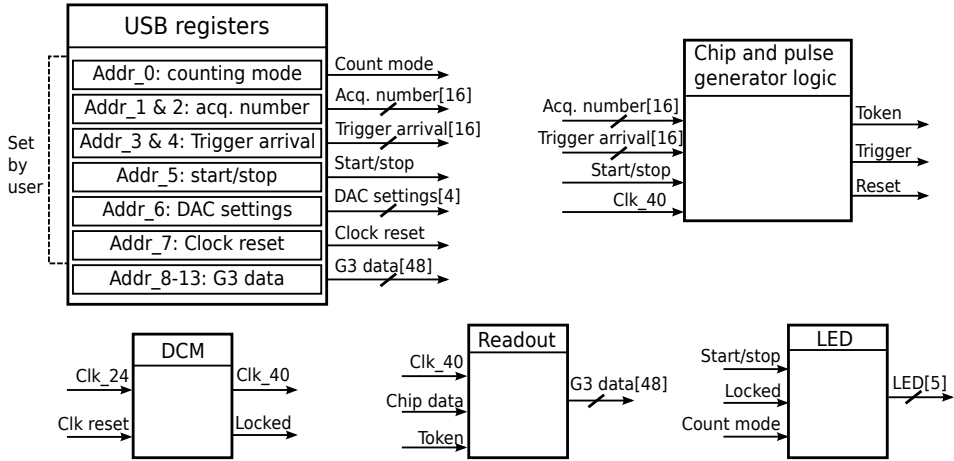 USB registers
Addr_0: counting mode
Addr_1 & 2: acq. number
Addr_3 & 4: Trigger arrival
Addr_5: start/stop
Addr_6: DAC settings
Addr_7: Clock reset
Addr_8-13: G3 data
Set
by
user
Count mode
Acq. number[16]
Trigger arrival[16]
Start/stop
DAC settings[4]
Clock reset
G3 data[48]
Chip and pulse
generator logic
Acq. number[16]
Trigger arrival[16]
Start/stop
Clk_40
Token
Trigger
Reset
DCM
Clk_24
Clk reset
Clk_40
Locked
Readout
Clk_40
Chip data
Token
G3 data[48]
LED
Start/stop
Locked
Count mode
LED[5]